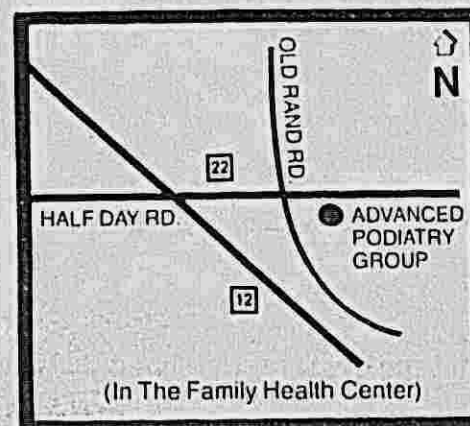 N
OLD RAND RD.
22
HALF DAY RD.
ADVANCED
PODIATRY
GROUP
12
(In The Family Health Center)